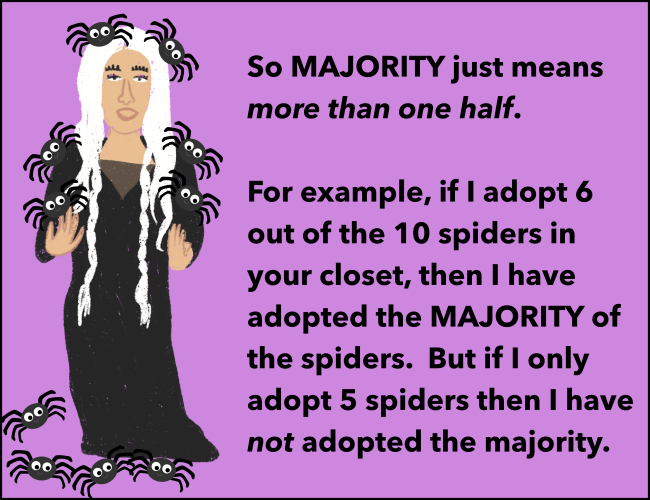 So MAJORITY just means
more than one half.
For example, if I adopt 6
out of the 10 spiders in
your closet, then I have
adopted the MAJORITY of
the spiders.  But if I only
adopt 5 spiders then I have
not adopted the majority.